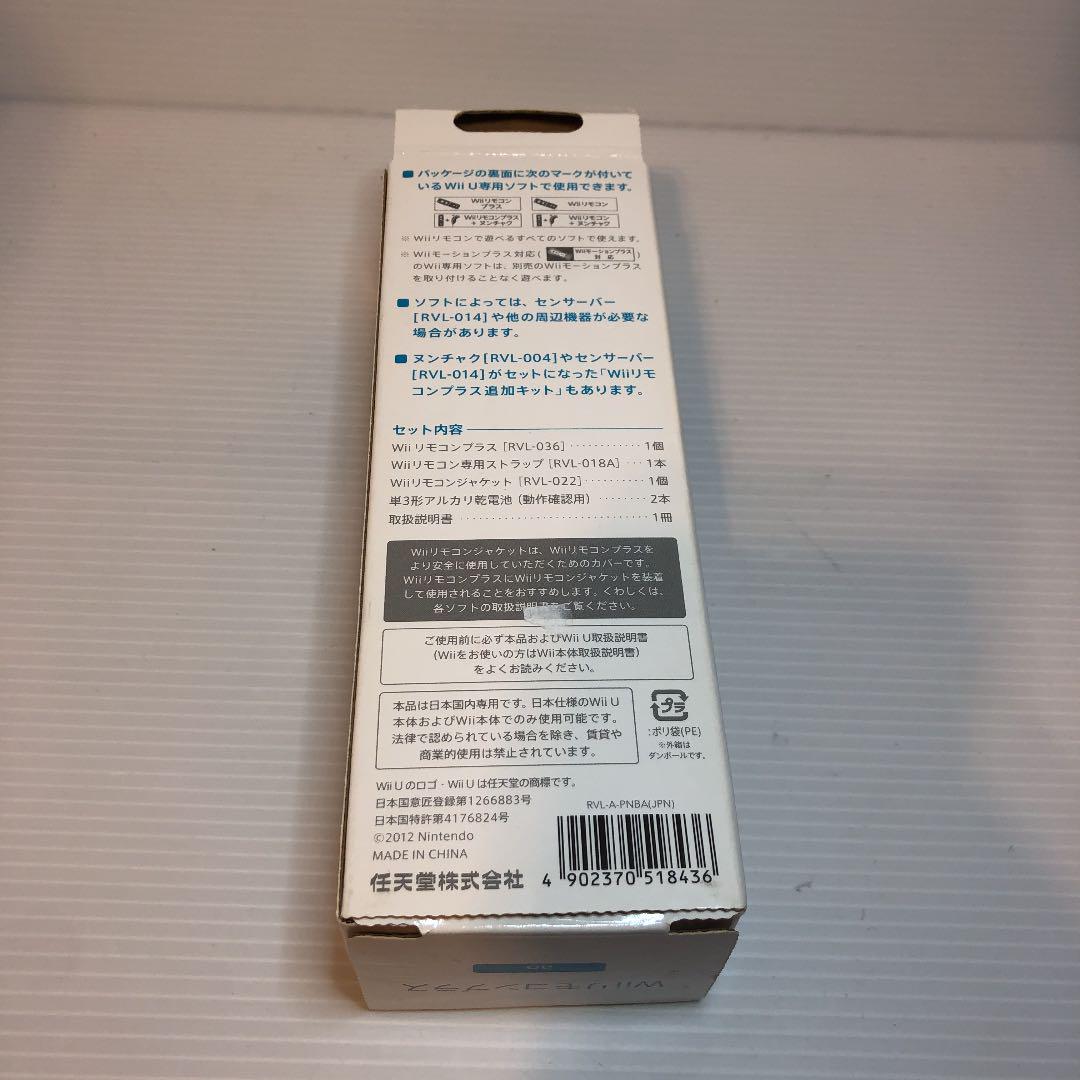 ■ パッケージの裏面に次のマークが付いて
いるWii U専用ソフトで使用できます。
Wiiリモコン
プラス
Wiiリモコン
Wiiリモコンプラス
+ ヌンチャク
Wiiリモコン
+ ヌンチャク
※ Wiiリモコンで遊べるすべてのソフトで使えます。
※ Wiiモーションプラス対応(Wiiモーションプラス 対 応)
のWii専用ソフトは、別売のWiiモーションプラス
を取り付けることなく遊べます。
■ ソフトによっては、センサーバー
[RVL-014]や他の周辺機器が必要な
場合があります。
■ ヌンチャク[RVL-004]やセンサーバー
[RVL-014]がセットになった「Wiiリモ
コンプラス追加キット」もあります。
セット内容
Wiiリモコンプラス [RVL-036] ············ 1個
Wiiリモコン専用ストラップ [RVL-018A] ··· 1本
Wiiリモコンジャケット [RVL-022] ·········· 1個
単3形アルカリ乾電池 (動作確認用) ········ 2本
取扱説明書 ······························ 1冊
Wiiリモコンジャケットは、Wiiリモコンプラスを
より安全に使用していただくためのカバーです。
WiiリモコンプラスにWiiリモコンジャケットを装着
して使用されることをおすすめします。くわしくは、
各ソフトの取扱説明書をご覧ください。
ご使用前に必ず本品およびWii U取扱説明書
(Wiiをお使いの方はWii本体取扱説明書)
をよくお読みください。
本品は日本国内専用です。日本仕様のWii U
本体およびWii本体でのみ使用可能です。
法律で認められている場合を除き、賃貸や
商業的使用は禁止されています。
プラ
:ポリ袋(PE)
※外箱は
ダンボールです。
Wii Uのロゴ・Wii Uは任天堂の商標です。
日本国意匠登録第1266883号
日本国特許第4176824号
©2012 Nintendo
MADE IN CHINA
任天堂株式会社
RVL-A-PNBA(JPN)
4 902370 518436
ao
Wiiリモコンプラス